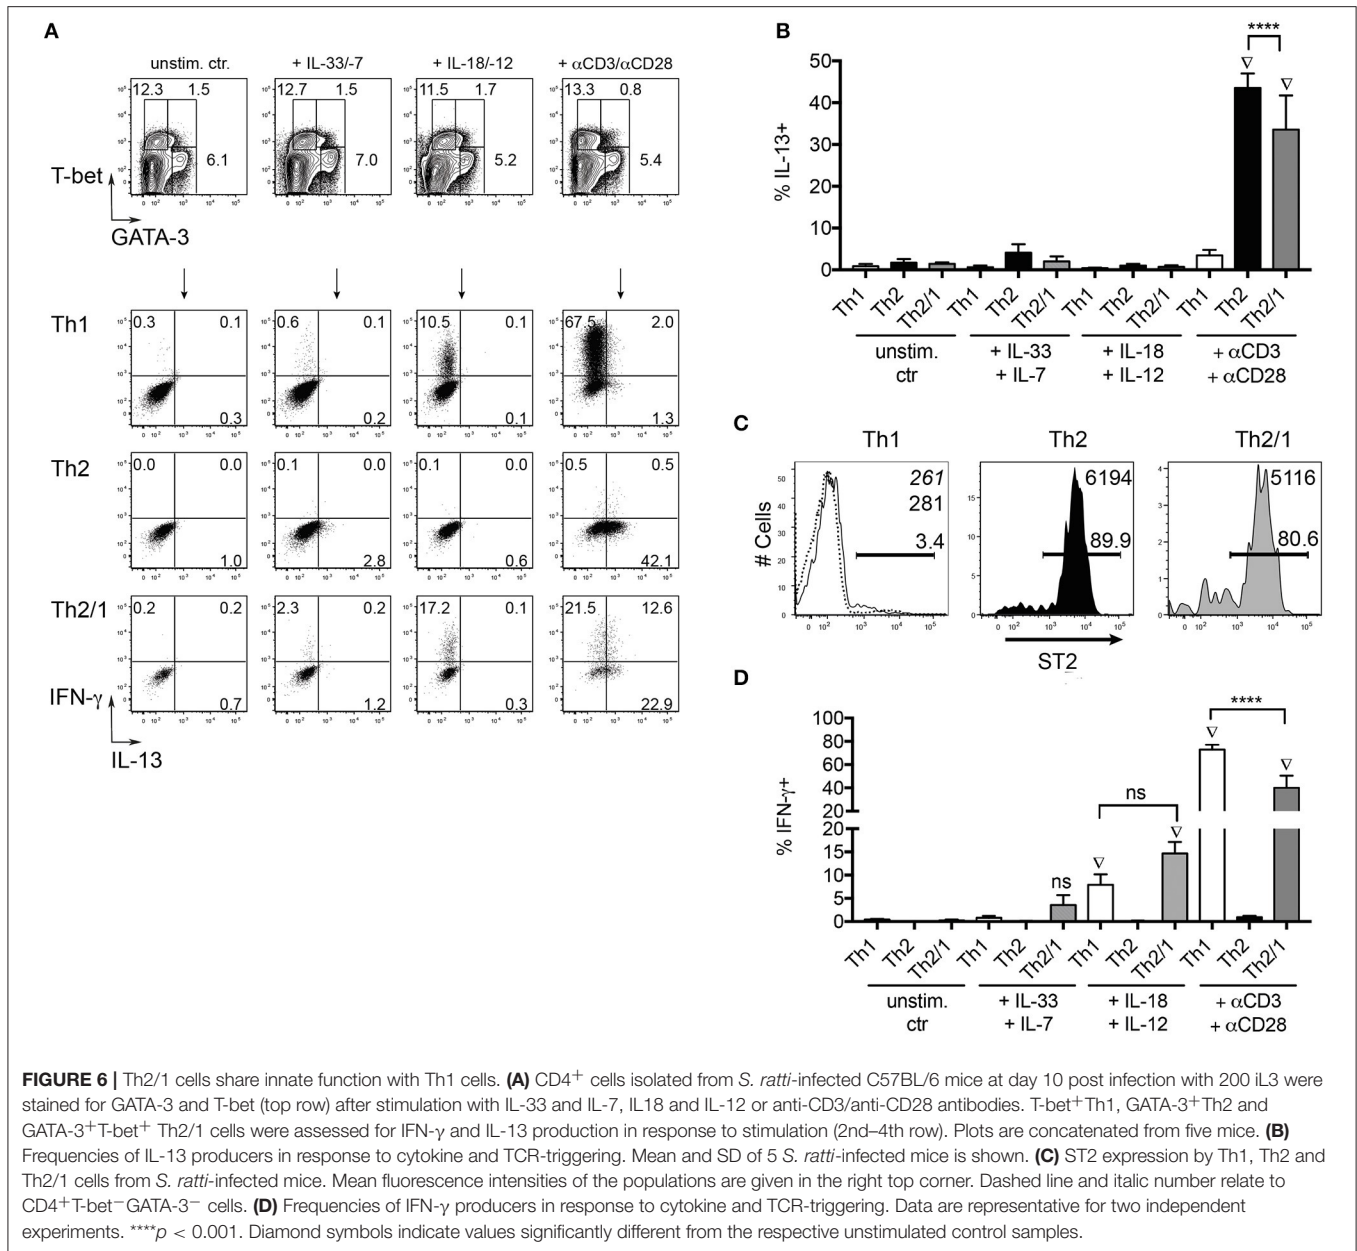 A
unstim. ctr.
+ IL-33/-7
+ IL-18/-12
+ αCD3/αCD28
12.3 1.5
12.7 1.5
11.5 1.7
13.3 0.8
6.1
7.0
5.2
5.4
T-bet
GATA-3
Th1
0.3 0.1
0.6 0.1
10.5 0.1
67.5 2.0
0.3
0.2
0.1
1.3
Th2
0.0 0.0
0.1 0.0
0.1 0.0
0.5 0.5
1.0
2.8
0.6
42.1
Th2/1
0.2 0.2
2.3 0.2
17.2 0.1
21.5 12.6
0.7
1.2
0.3
22.9
IFN-γ
IL-13
B
****
% IL-13+
50
40
30
20
10
0
Th1 Th2 Th2/1 Th1 Th2 Th2/1 Th1 Th2 Th2/1 Th1 Th2 Th2/1
unstim. + IL-33 + IL-18 + αCD3
ctr + IL-7 + IL-12 + αCD28
C
Th1 Th2 Th2/1
# Cells
261
281
3.4
6194
89.9
5116
80.6
ST2
D
% IFN-γ+
100
80
60
40
20
20
15
10
5
0
ns
ns
****
Th1 Th2 Th2/1 Th1 Th2 Th2/1 Th1 Th2 Th2/1 Th1 Th2 Th2/1
unstim. + IL-33 + IL-18 + αCD3
ctr + IL-7 + IL-12 + αCD28
FIGURE 6 | Th2/1 cells share innate function with Th1 cells. (A) CD4+ cells isolated from S. ratti-infected C57BL/6 mice at day 10 post infection with 200 iL3 were
stained for GATA-3 and T-bet (top row) after stimulation with IL-33 and IL-7, IL18 and IL-12 or anti-CD3/anti-CD28 antibodies. T-bet+Th1, GATA-3+Th2 and
GATA-3+T-bet+ Th2/1 cells were assessed for IFN-γ and IL-13 production in response to stimulation (2nd–4th row). Plots are concatenated from five mice. (B)
Frequencies of IL-13 producers in response to cytokine and TCR-triggering. Mean and SD of 5 S. ratti-infected mice is shown. (C) ST2 expression by Th1, Th2 and
Th2/1 cells from S. ratti-infected mice. Mean fluorescence intensities of the populations are given in the right top corner. Dashed line and italic number relate to
CD4+T-bet−GATA-3− cells. (D) Frequencies of IFN-γ producers in response to cytokine and TCR-triggering. Data are representative for two independent
experiments. ****p < 0.001. Diamond symbols indicate values significantly different from the respective unstimulated control samples.